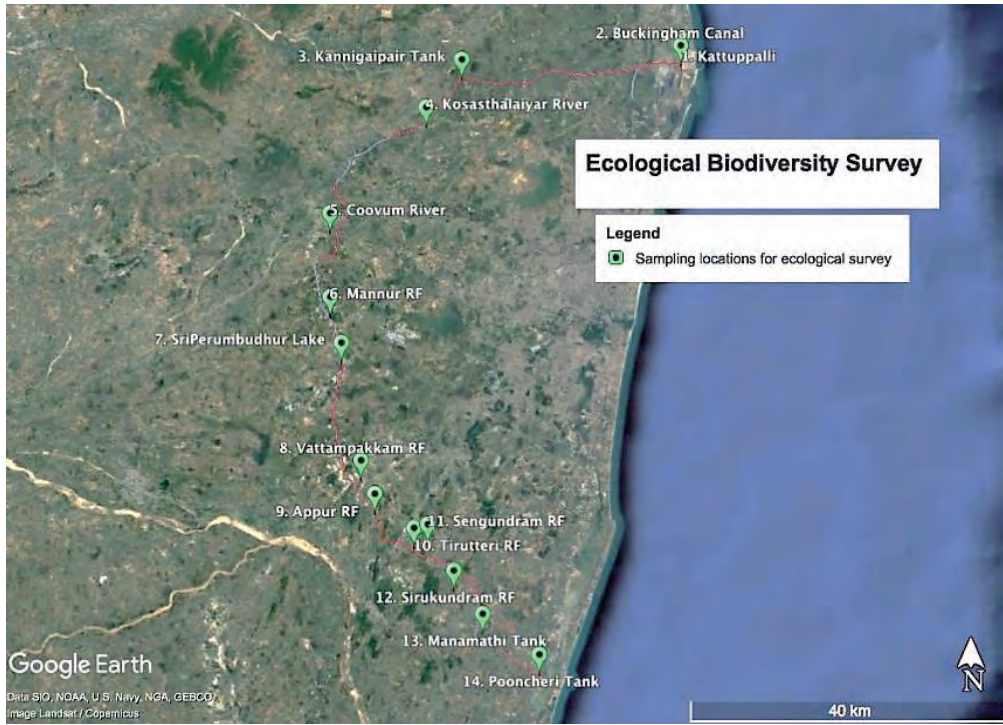 2. Buckingham Canal
3. Kannigaipair Tank
1. Kattuppalli
4. Kosasthalaiyar River
Ecological Biodiversity Survey
5. Coovum River
Legend
Sampling locations for ecological survey
6. Mannur RF
7. SriPerumbudhur Lake
8. Vattampakkam RF
9. Appur RF
11. Sengundram RF
10. Tirutteri RF
12. Sirukundram RF
13. Manamathi Tank
14. Pooncheri Tank
Google Earth
N
Data SIO, NOAA, U.S. Navy, NGA, GEBCO
Image Landsat / Copernicus
40 km